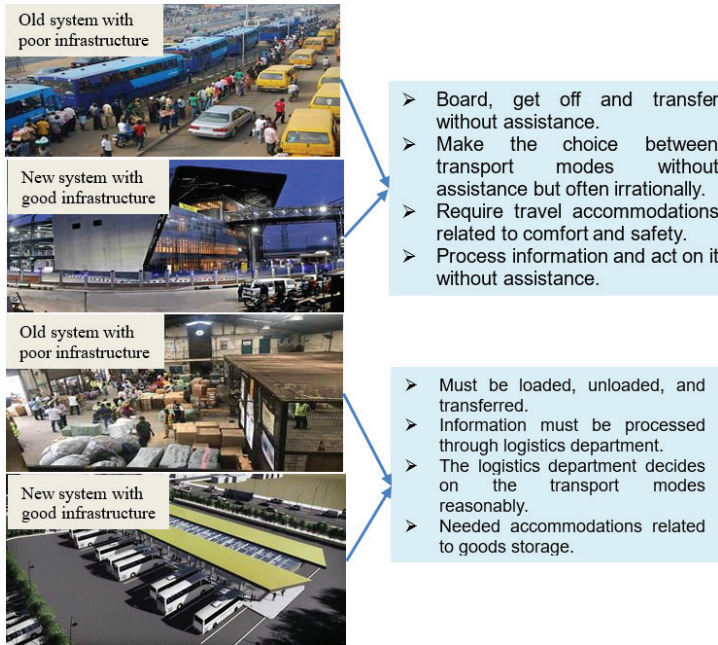 Old system with
poor infrastructure
New system with
good infrastructure
➢ Board, get off and transfer
without assistance.
➢ Make the choice between
transport modes without
assistance but often irrationally.
➢ Require travel accommodations
related to comfort and safety.
➢ Process information and act on it
without assistance.
Old system with
poor infrastructure
New system with
good infrastructure
➢ Must be loaded, unloaded, and
transferred.
➢ Information must be processed
through logistics department.
➢ The logistics department decides
on the transport modes
reasonably.
➢ Needed accommodations related
to goods storage.